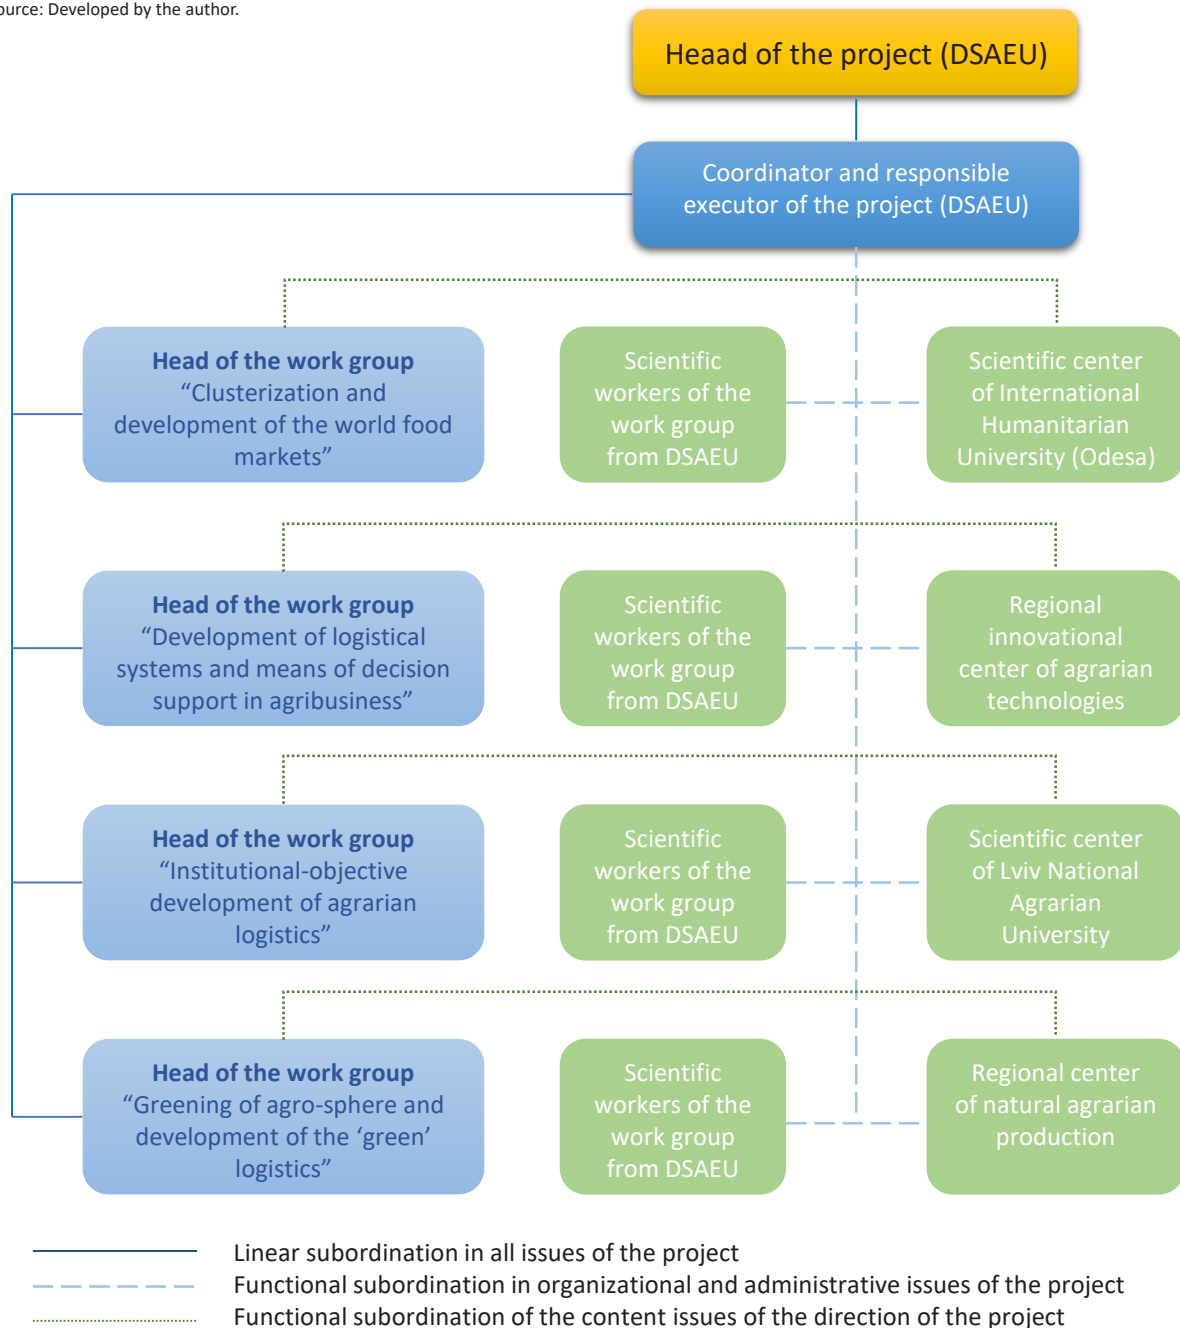 ource: Developed by the author.
Heaad of the project (DSAEU)
Coordinator and responsible
executor of the project (DSAEU)
Head of the work group
“Clusterization and
development of the world food
markets”
Scientific
workers of the
work group
from DSAEU
Scientific center
of International
Humanitarian
University (Odesa)
Head of the work group
“Development of logistical
systems and means of decision
support in agribusiness”
Scientific
workers of the
work group
from DSAEU
Regional
innovational
center of agrarian
technologies
Head of the work group
“Institutional-objective
development of agrarian
logistics”
Scientific
workers of the
work group
from DSAEU
Scientific center
of Lviv National
Agrarian
University
Head of the work group
“Greening of agro-sphere and
development of the ‘green’
logistics”
Scientific
workers of the
work group
from DSAEU
Regional center
of natural agrarian
production
Linear subordination in all issues of the project
Functional subordination in organizational and administrative issues of the project
Functional subordination of the content issues of the direction of the project